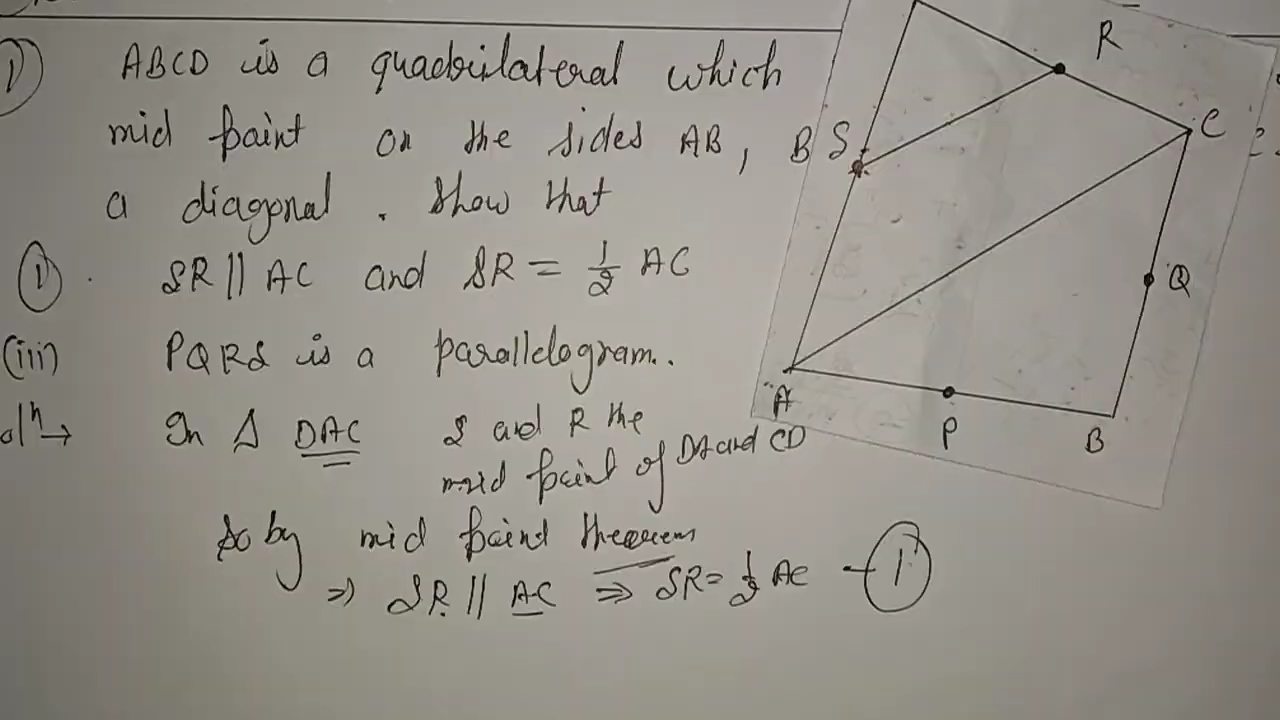 1)
ABCD is a quadrilateral which
mid point on the sides AB, B
a diagonal. Show that
(1) SR || AC and SR = 1/2 AC
(iii) PQRS is a parallelogram..
olⁿ→ In Δ DAC S and R the
mid point of DA and CD
So by mid point theorem
⇒ SR || AC ⇒ SR = 1/2 AC – (1)
R
C
S
Q
A
P
B